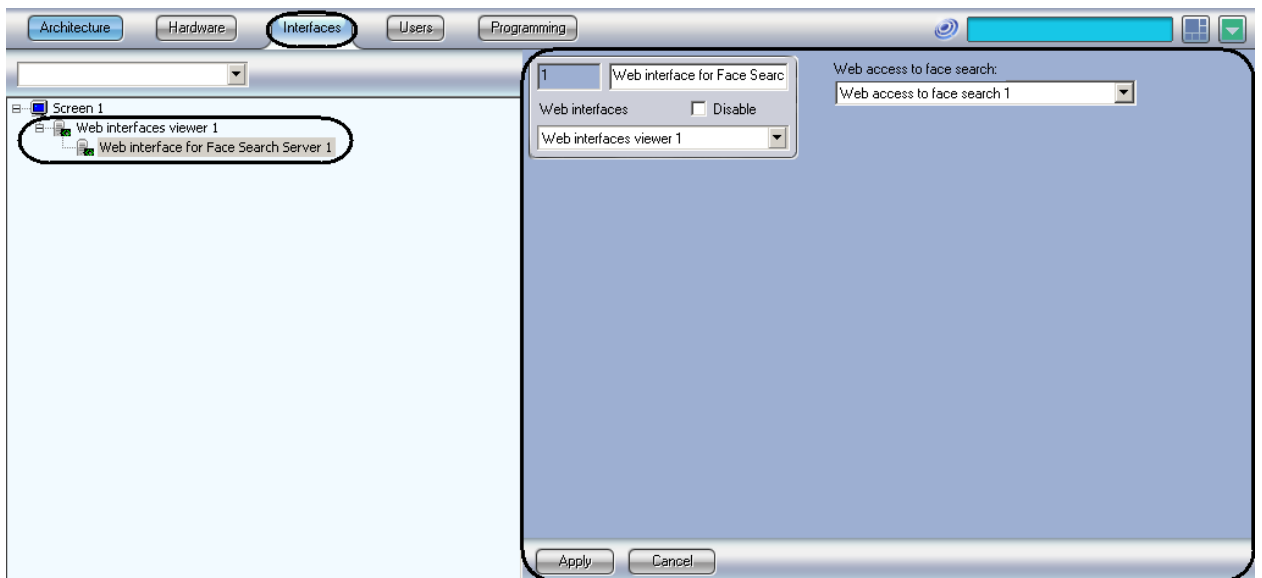 Architecture Hardware Interfaces Users Programming
Screen 1
Web interfaces viewer 1
Web interface for Face Search Server 1
1 Web interface for Face Searc
Web interfaces Disable
Web interfaces viewer 1
Web access to face search:
Web access to face search 1
Apply Cancel